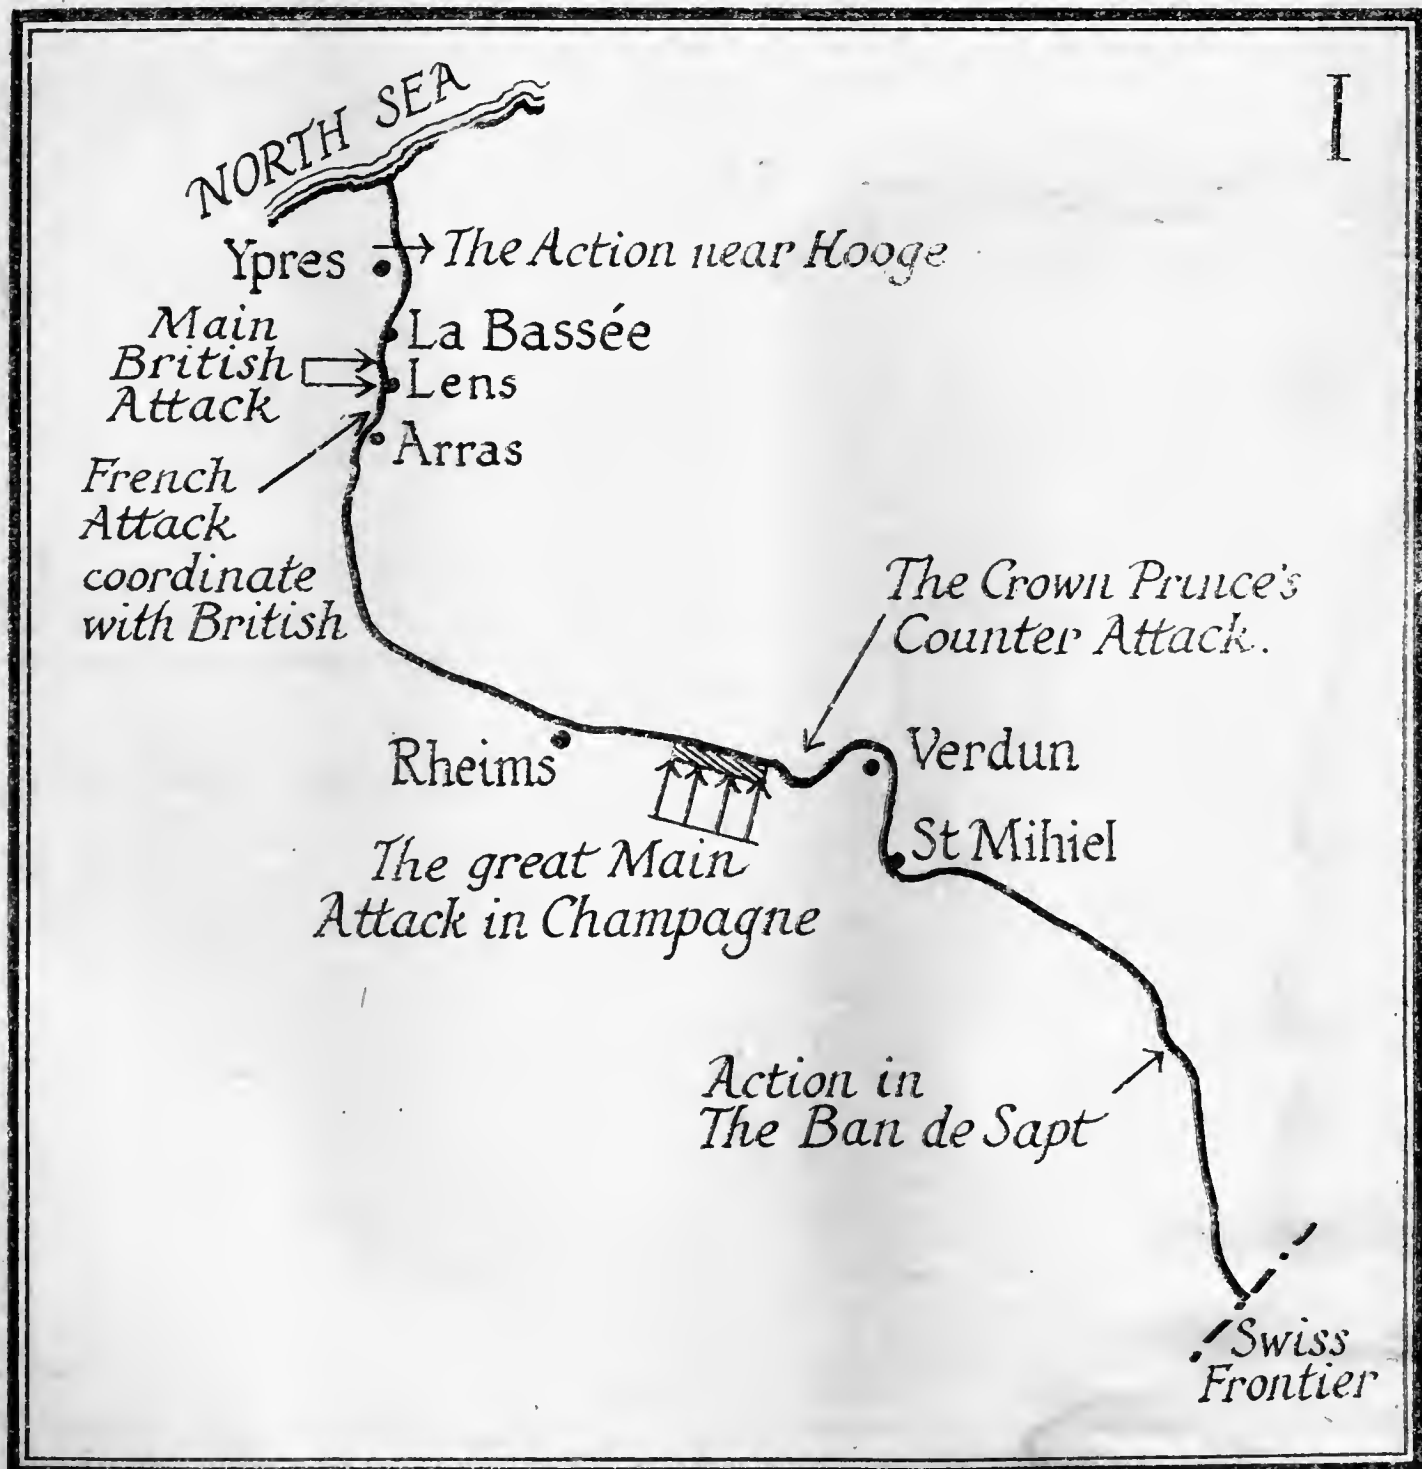 I
NORTH SEA
Ypres
The Action near Hooge
Main
British
Attack
La Bassée
Lens
Arras
French
Attack
coordinate
with British
The Crown Prince's
Counter Attack.
Rheims
Verdun
St Mihiel
The great Main
Attack in Champagne
Action in
The Ban de Sapt
Swiss
Frontier